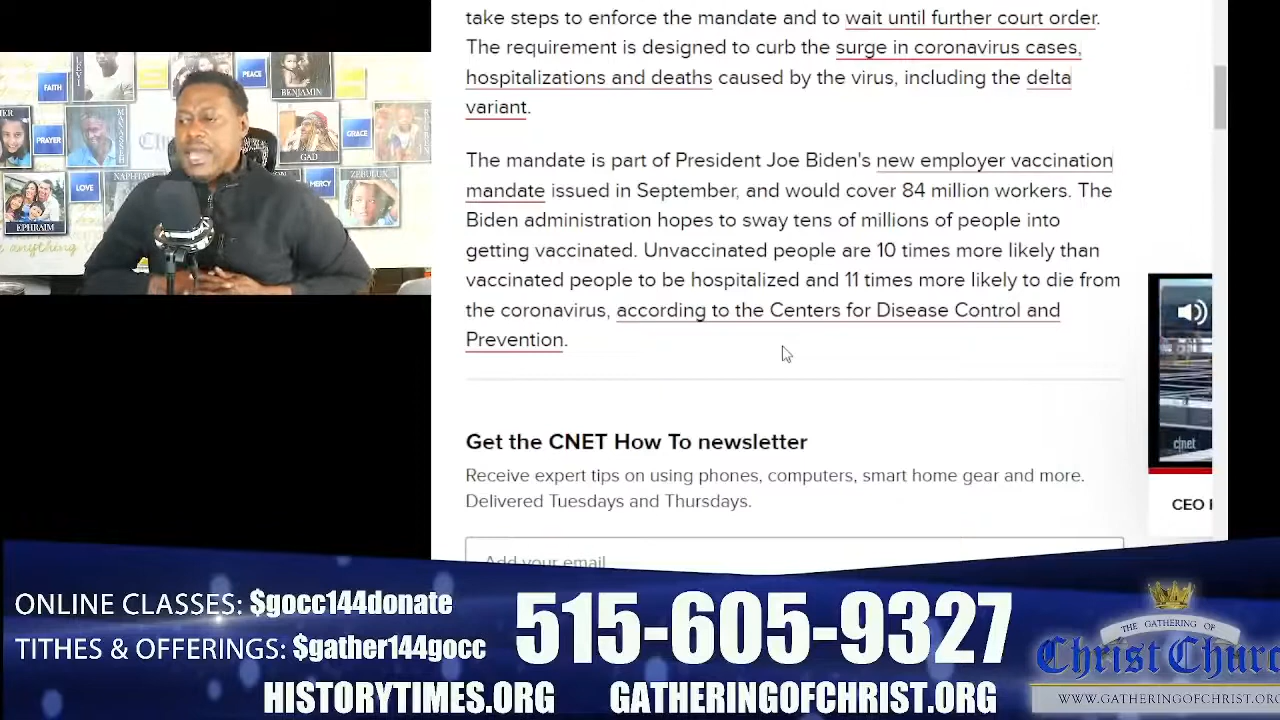 take steps to enforce the mandate and to wait until further court order.
The requirement is designed to curb the surge in coronavirus cases,
hospitalizations and deaths caused by the virus, including the delta
variant.
The mandate is part of President Joe Biden's new employer vaccination
mandate issued in September, and would cover 84 million workers. The
Biden administration hopes to sway tens of millions of people into
getting vaccinated. Unvaccinated people are 10 times more likely than
vaccinated people to be hospitalized and 11 times more likely to die from
the coronavirus, according to the Centers for Disease Control and
Prevention.
Get the CNET How To newsletter
Receive expert tips on using phones, computers, smart home gear and more.
Delivered Tuesdays and Thursdays.
Add your email
c|net
CEO
LEVI
FAITH
PEACE
BENJAMIN
PRAYER
MANASSEH
GAD
GRACE
REUBEN
LOVE
NAPHTALI
MERCY
ZEBULUN
EPHRAIM
anything
ONLINE CLASSES: $gocc144donate
TITHES & OFFERINGS: $gather144gocc
515-605-9327
HISTORYTIMES.ORG GATHERINGOFCHRIST.ORG
THE GATHERING OF
Christ Churc
WWW.GATHERINGOFCHRIST.ORG